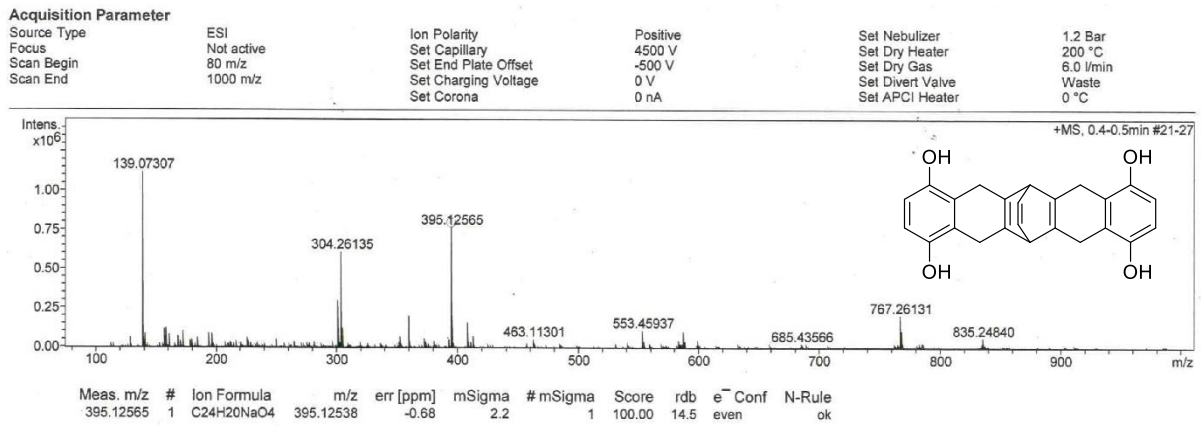 Acquisition Parameter
Source Type ESI Ion Polarity Positive Set Nebulizer 1.2 Bar
Focus Not active Set Capillary 4500 V Set Dry Heater 200 °C
Scan Begin 80 m/z Set End Plate Offset -500 V Set Dry Gas 6.0 l/min
Scan End 1000 m/z Set Charging Voltage 0 V Set Divert Valve Waste
Set Corona 0 nA Set APCI Heater 0 °C
Intens.
x10⁶
+MS, 0.4-0.5min #21-27
OH OH
139.07307
1.00
395.12565
0.75
304.26135
0.50
OH OH
767.26131
0.25
463.11301 553.45937 685.43566 835.24840
0.00
100 200 300 400 500 600 700 800 900 m/z
Meas. m/z # Ion Formula m/z err [ppm] mSigma # mSigma Score rdb e⁻ Conf N-Rule
395.12565 1 C24H20NaO4 395.12538 -0.68 2.2 1 100.00 14.5 even ok